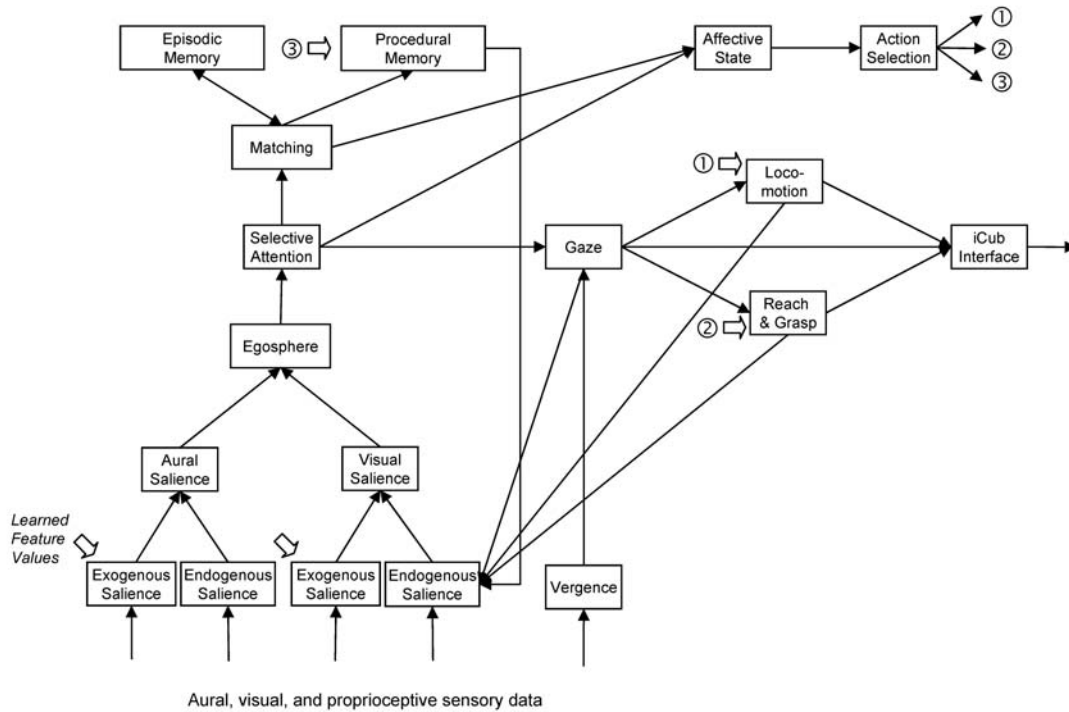 Episodic
Memory
③
Procedural
Memory
Affective
State
Action
Selection
①
②
③
Matching
①
Loco-
motion
Selective
Attention
Gaze
iCub
Interface
②
Reach
& Grasp
Egosphere
Aural
Salience
Visual
Salience
Learned
Feature
Values
Exogenous
Salience
Endogenous
Salience
Exogenous
Salience
Endogenous
Salience
Vergence
Aural, visual, and proprioceptive sensory data